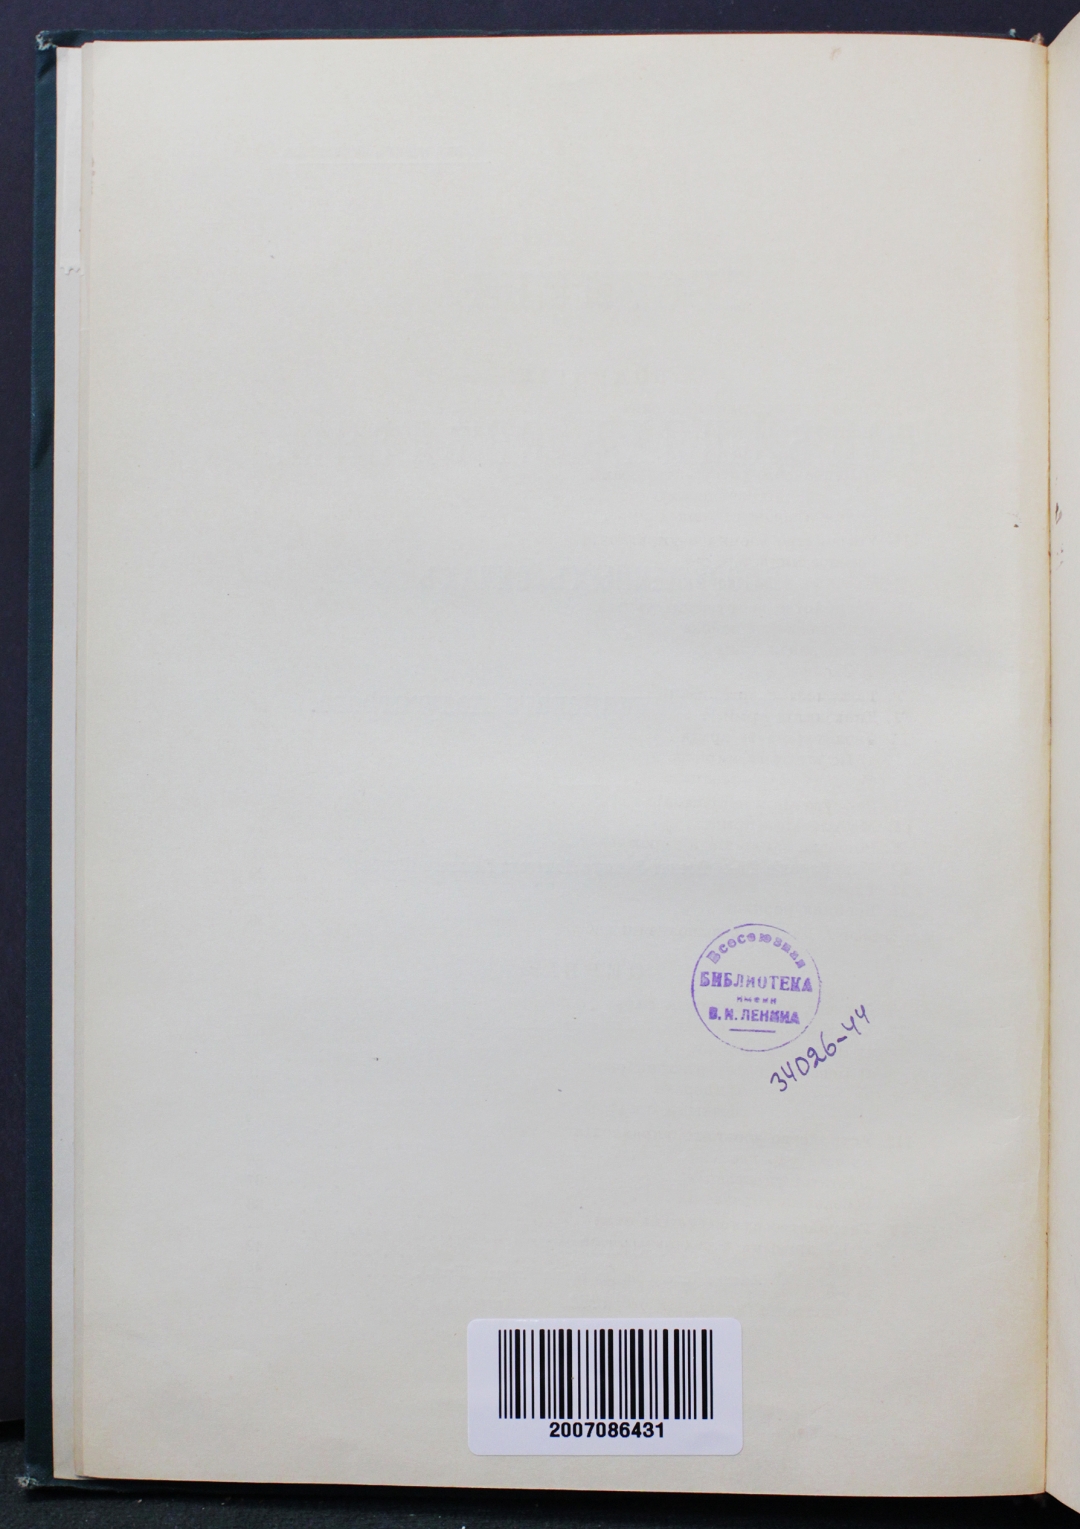 Всесоюзная
БИБЛИОТЕКА
имени
В. И. ЛЕНИНА
34026-44
2007086431